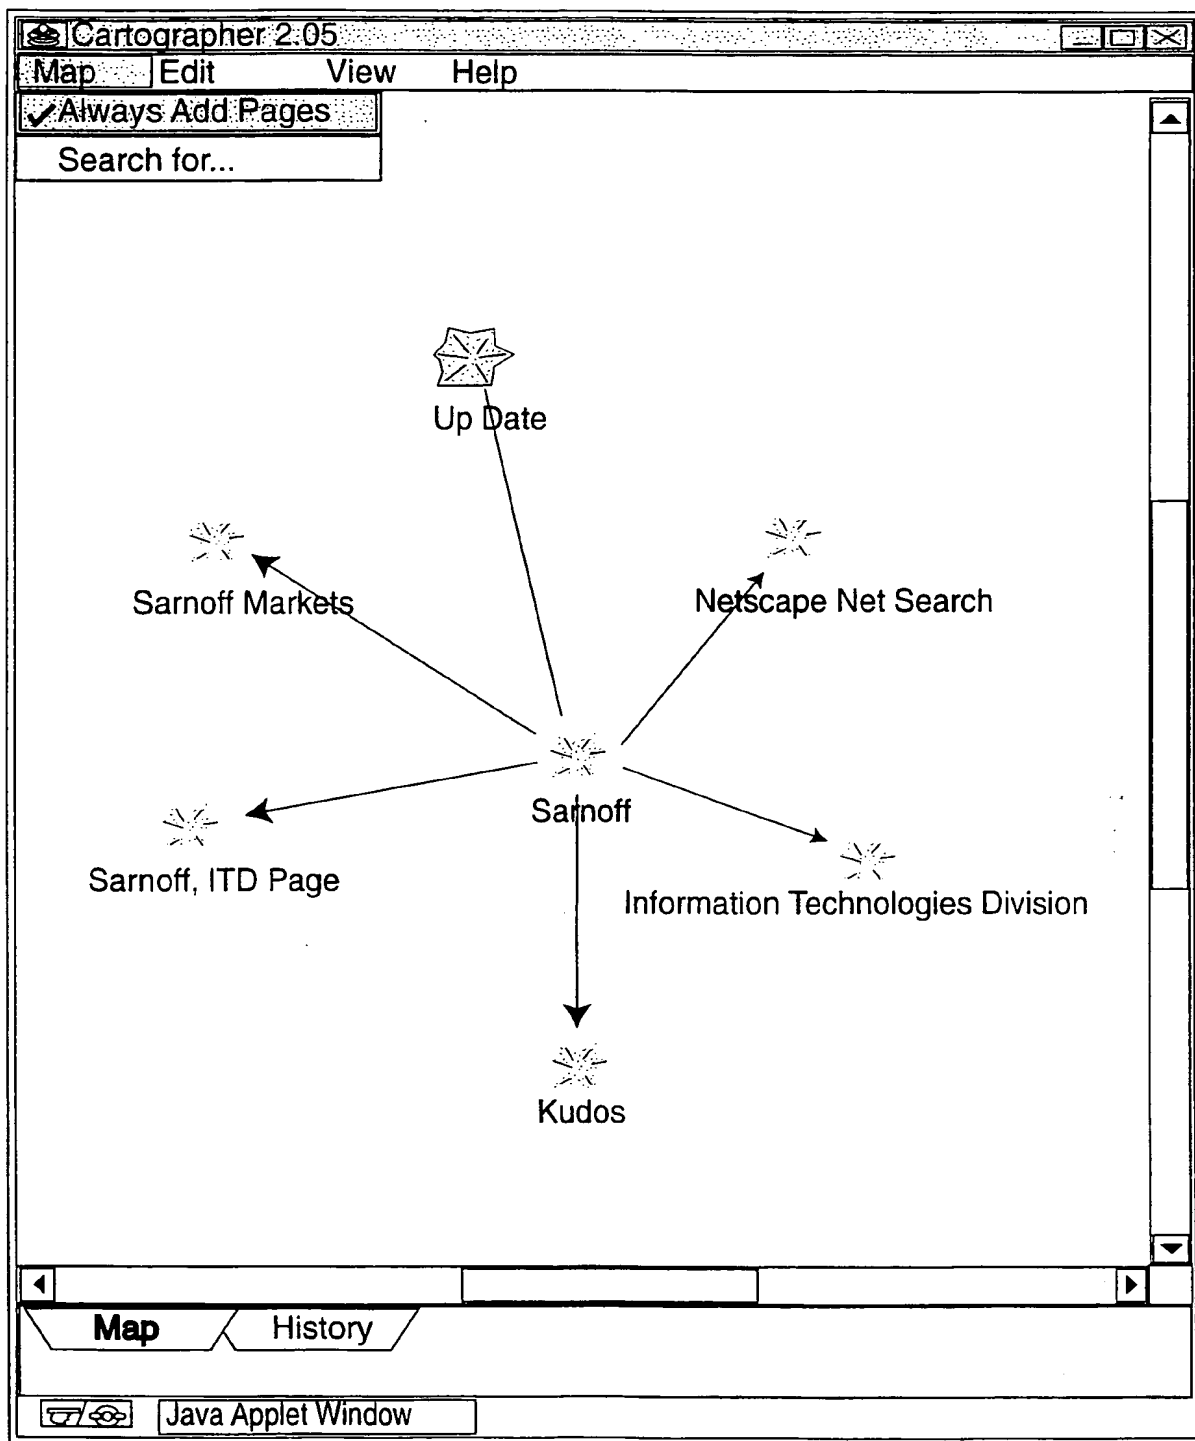 Cartographer 2.05
Map Edit View Help
Always Add Pages
Search for...
Up Date
Sarnoff Markets
Netscape Net Search
Sarnoff
Sarnoff, ITD Page
Information Technologies Division
Kudos
Map History
Java Applet Window